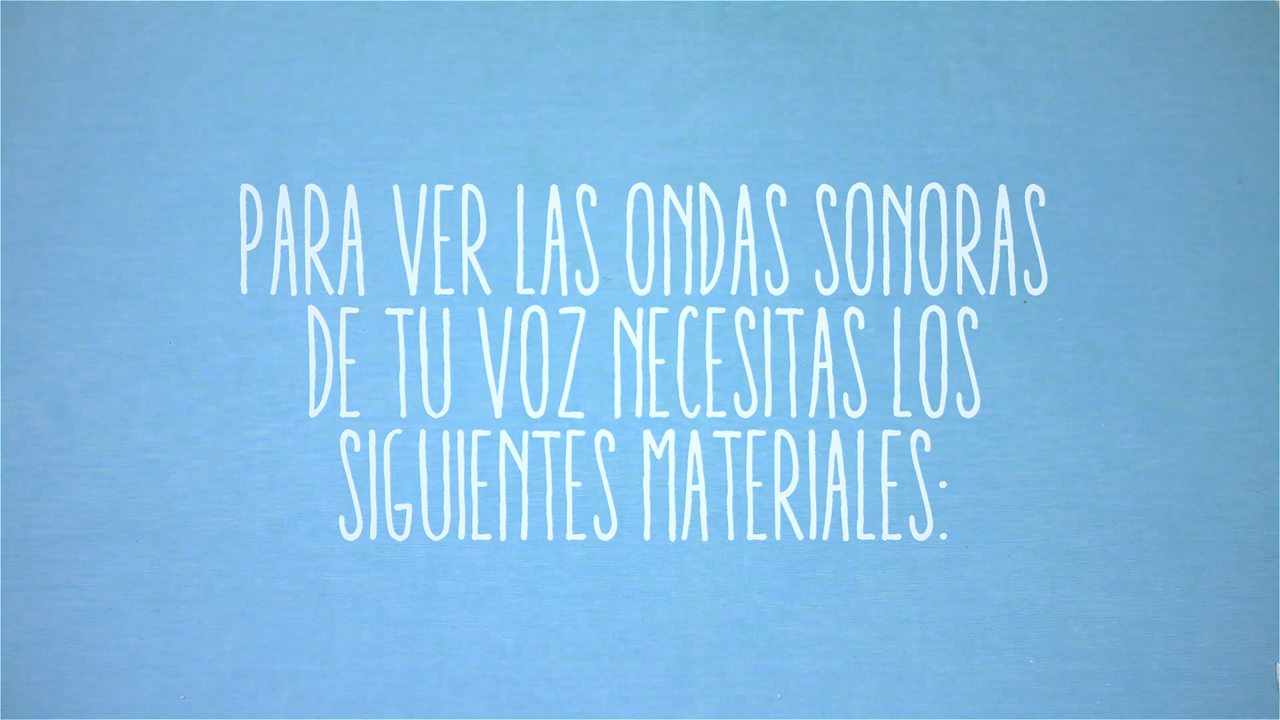 PARA VER LAS ONDAS SONORAS
DE TU VOZ NECESITAS LOS
SIGUIENTES MATERIALES: